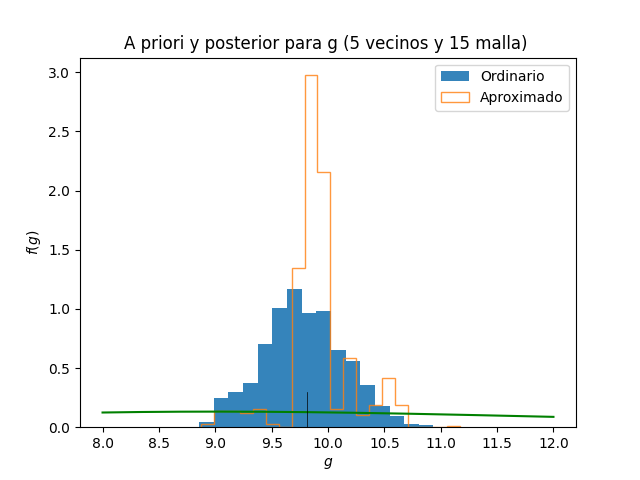 A priori y posterior para g (5 vecinos y 15 malla)
Ordinario
Aproximado
3.0
2.5
2.0
1.5
1.0
0.5
0.0
f(g)
8.0 8.5 9.0 9.5 10.0 10.5 11.0 11.5 12.0
g